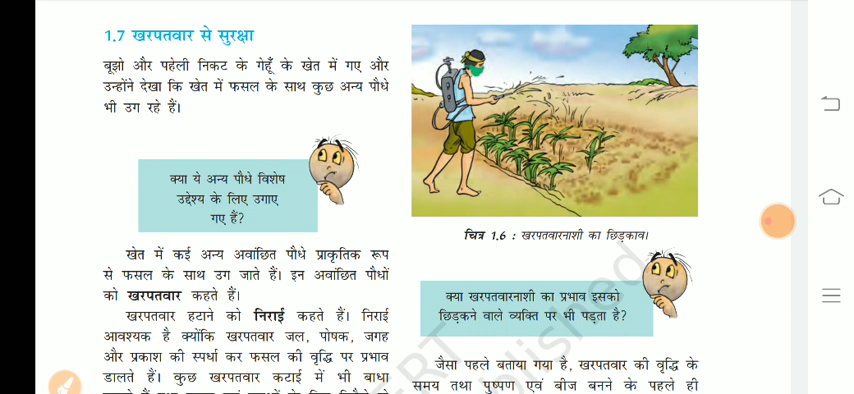 1.7 खरपतवार से सुरक्षा
बूझो और पहेली निकट के गेहूँ के खेत में गए और
उन्होंने देखा कि खेत में फसल के साथ कुछ अन्य पौधे
भी उग रहे हैं।
क्या ये अन्य पौधे विशेष
उद्देश्य के लिए उगाए
गए हैं?
खेत में कई अन्य अवांछित पौधे प्राकृतिक रूप
से फसल के साथ उग जाते हैं। इन अवांछित पौधों
को खरपतवार कहते हैं।
खरपतवार हटाने को निराई कहते हैं। निराई
आवश्यक है क्योंकि खरपतवार जल, पोषक, जगह
और प्रकाश की स्पर्धा कर फसल की वृद्धि पर प्रभाव
डालते हैं। कुछ खरपतवार कटाई में भी बाधा
चित्र 1.6 : खरपतवारनाशी का छिड़काव।
क्या खरपतवारनाशी का प्रभाव इसको
छिड़कने वाले व्यक्ति पर भी पड़ता है?
जैसा पहले बताया गया है, खरपतवार की वृद्धि के
समय तथा पुष्पण एवं बीज बनने के पहले ही